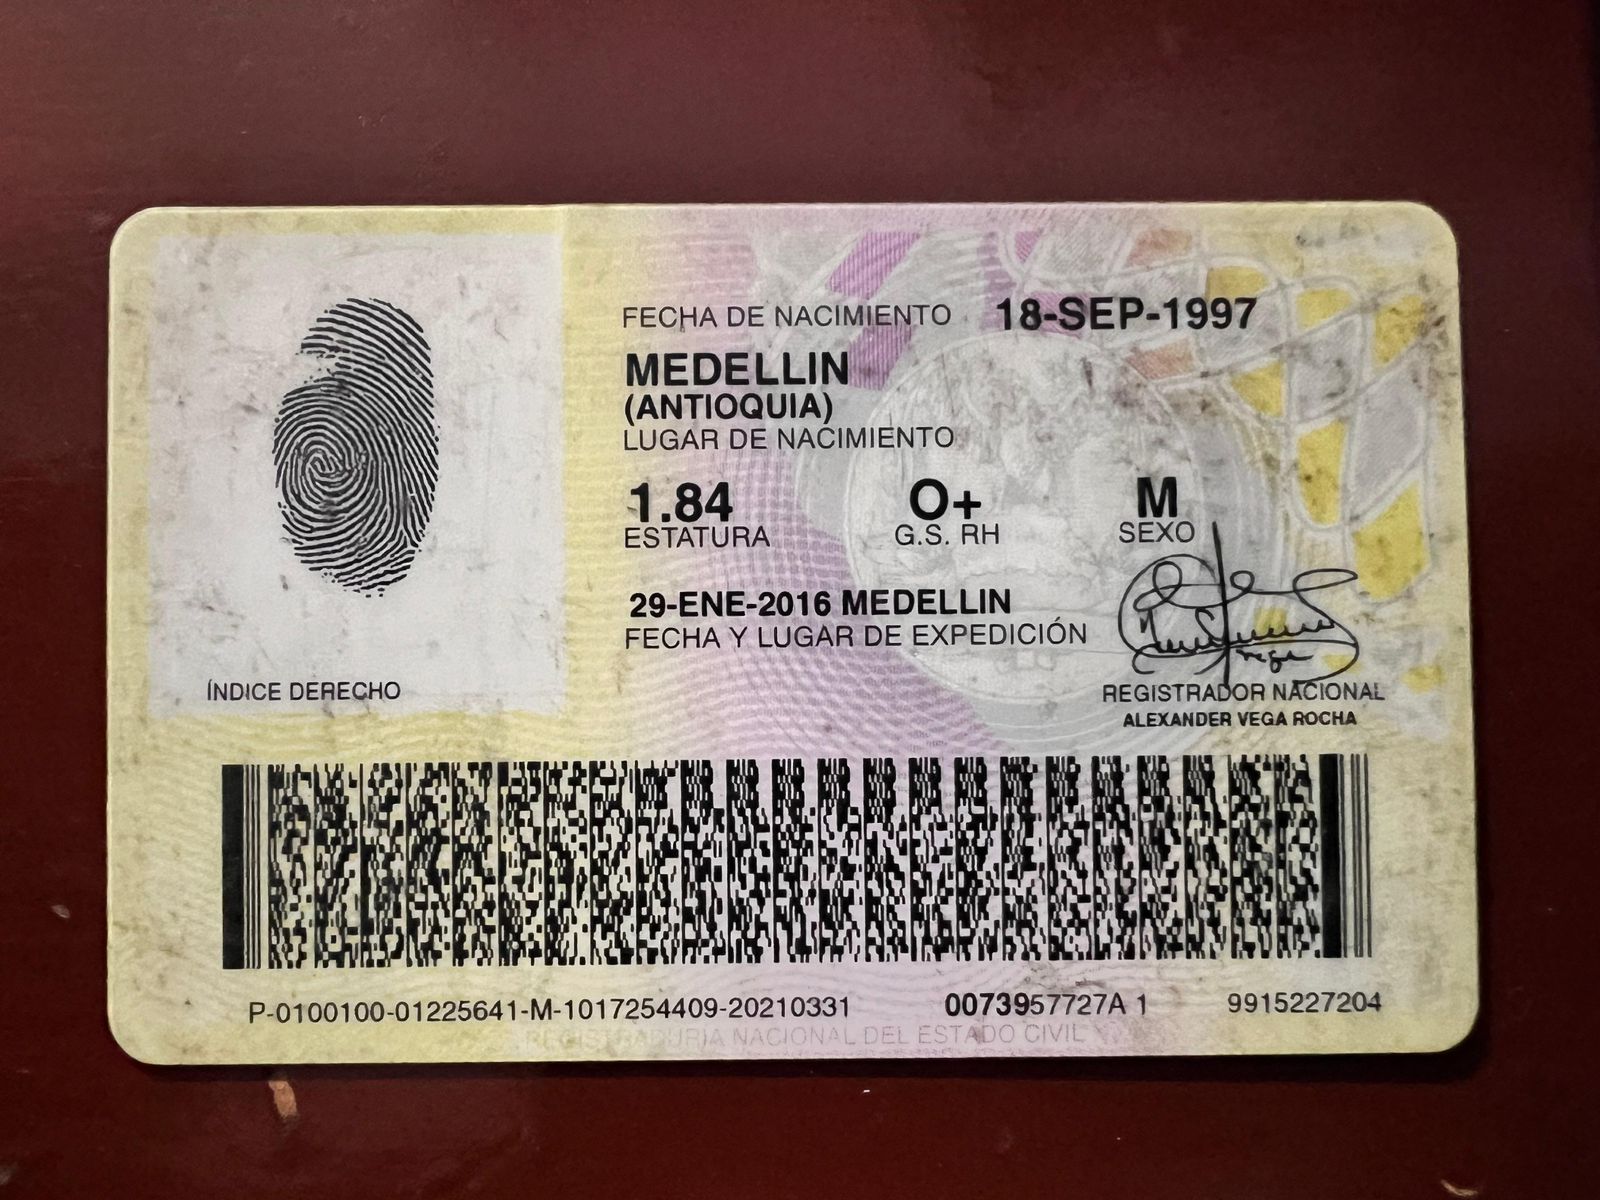 FECHA DE NACIMIENTO 18-SEP-1997
MEDELLIN
(ANTIOQUIA)
LUGAR DE NACIMIENTO
1.84 O+ M
ESTATURA G.S. RH SEXO
29-ENE-2016 MEDELLIN
FECHA Y LUGAR DE EXPEDICIÓN
vega
ÍNDICE DERECHO
REGISTRADOR NACIONAL
ALEXANDER VEGA ROCHA
P-0100100-01225641-M-1017254409-20210331 0073957727A 1 9915227204
REGISTRADURIA NACIONAL DEL ESTADO CIVIL